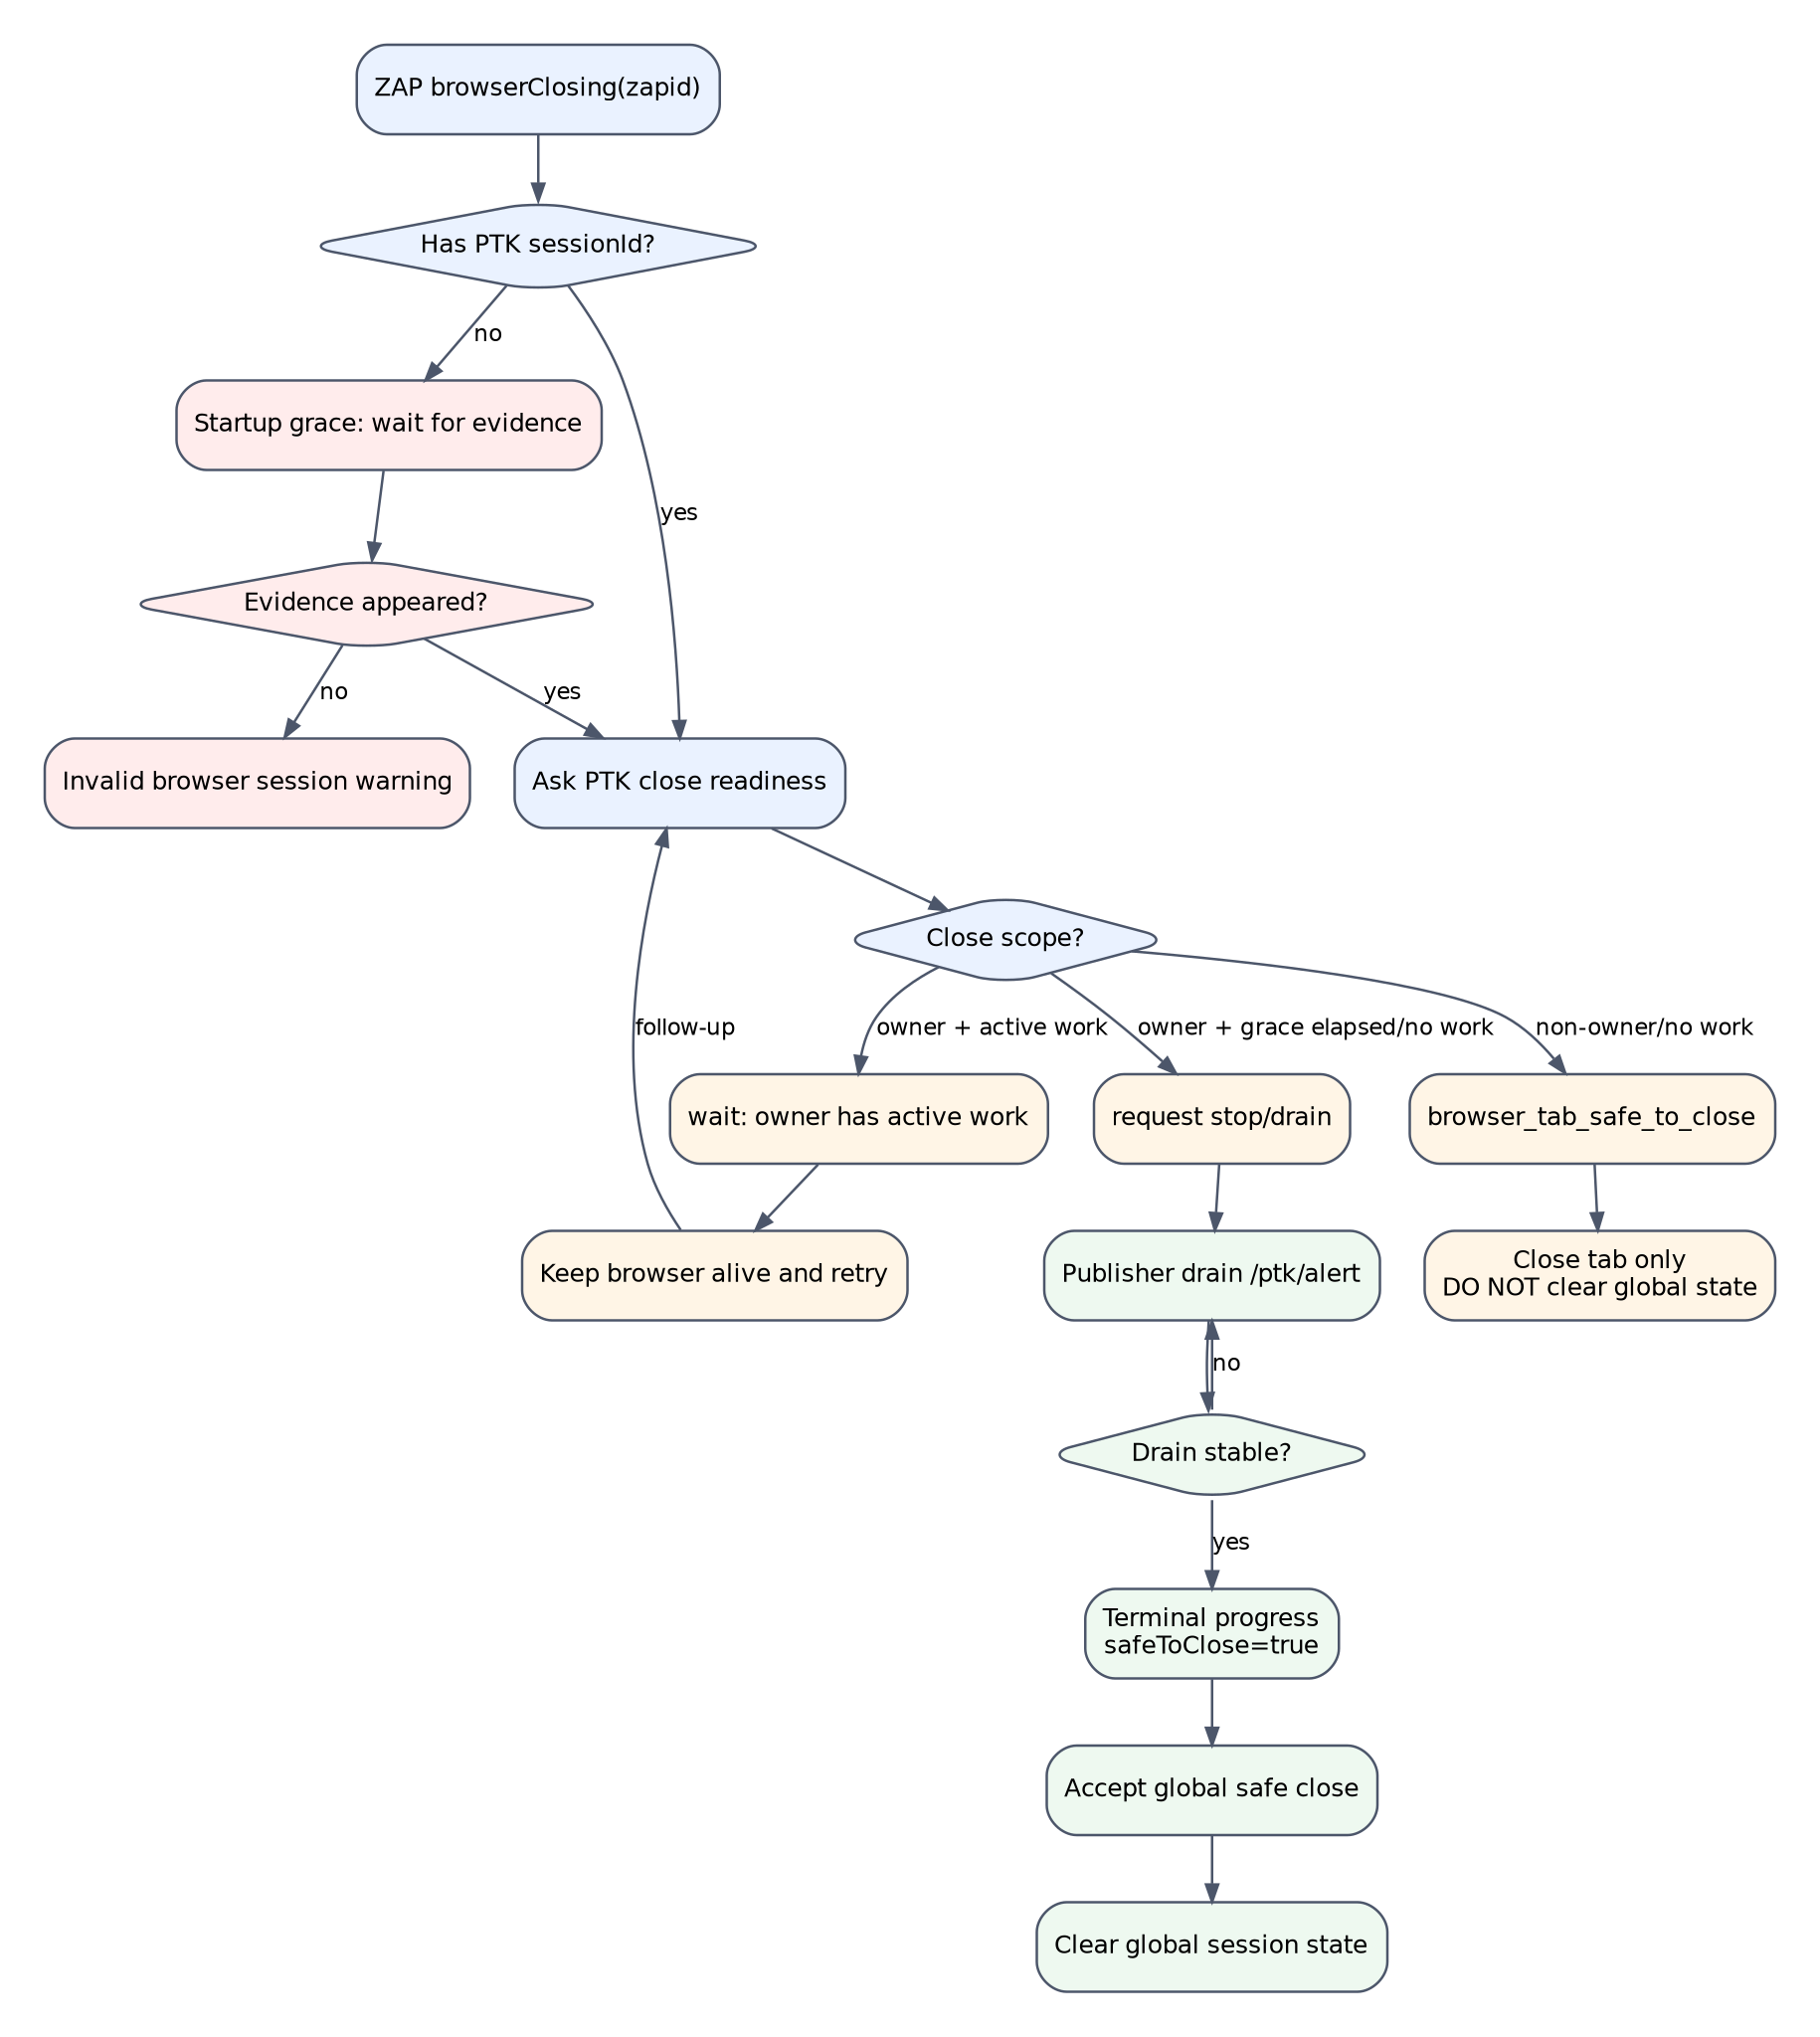 ZAP browserClosing(zapid)
Has PTK sessionId?
no
Startup grace: wait for evidence
yes
Evidence appeared?
no
yes
Invalid browser session warning
Ask PTK close readiness
Close scope?
follow-up
owner + active work
owner + grace elapsed/no work
non-owner/no work
wait: owner has active work
request stop/drain
browser_tab_safe_to_close
Keep browser alive and retry
Publisher drain /ptk/alert
Close tab only
DO NOT clear global state
no
Drain stable?
yes
Terminal progress
safeToClose=true
Accept global safe close
Clear global session state